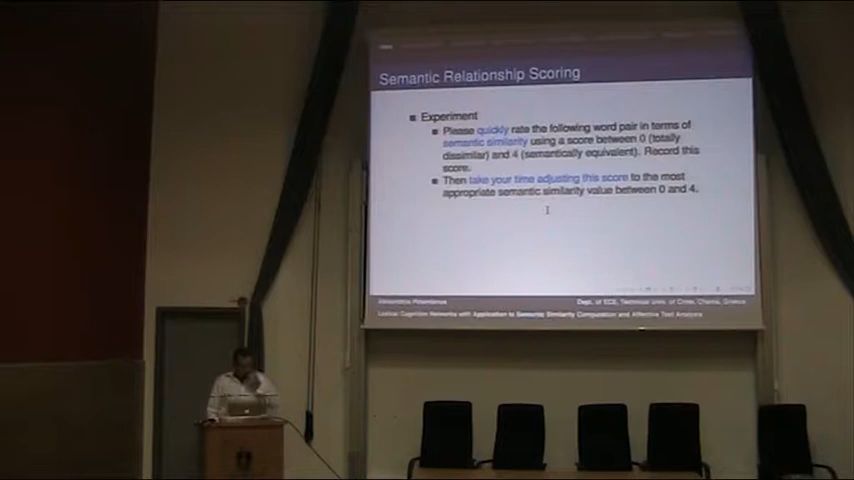 Semantic Relationship Scoring
Experiment
Please quickly rate the following word pair in terms of
semantic similarity using a score between 0 (totally
dissimilar) and 4 (semantically equivalent). Record this
score.
Then take your time adjusting this score to the most
appropriate semantic similarity value between 0 and 4.
Alexandros Potamianos
Dept. of ECE, Technical Univ. of Crete, Chania, Greece
Lexical Cognition Networks with Application to Semantic Similarity Computation and Affective Text Analysis